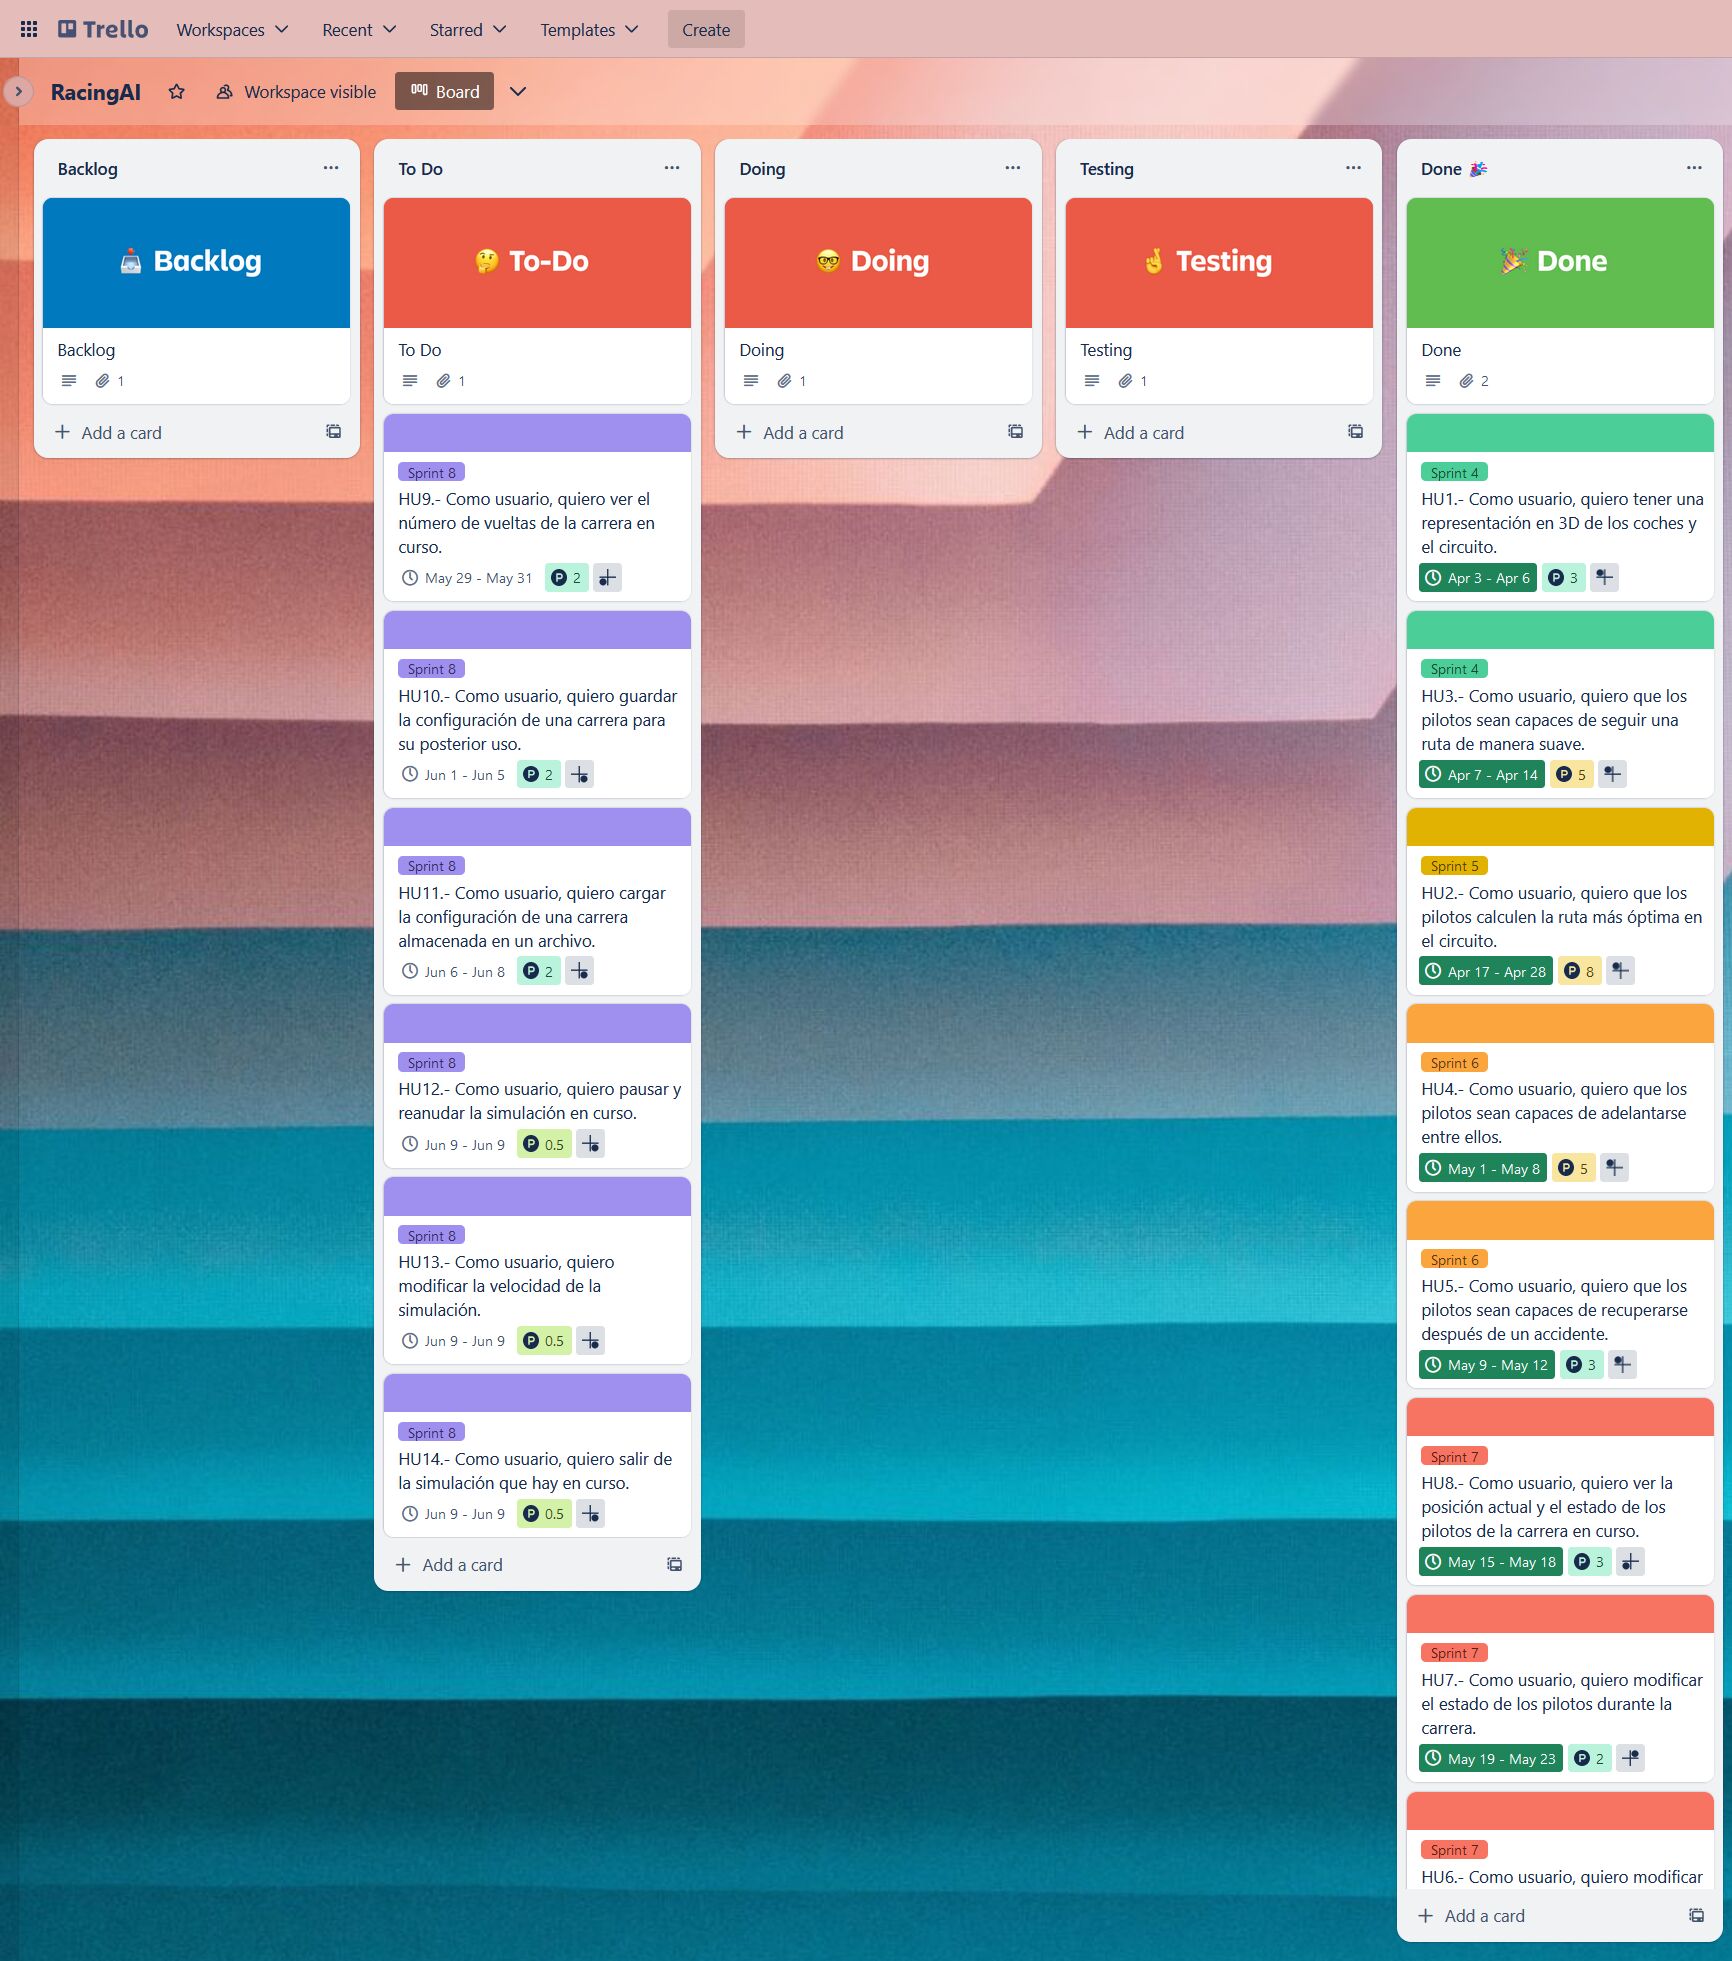 Trello
Workspaces
Recent
Starred
Templates
Create
RacingAI
Workspace visible
Board
Backlog
Backlog
Backlog
1
Add a card
To Do
To-Do
To Do
1
Sprint 8
HU9.- Como usuario, quiero ver el
número de vueltas de la carrera en
curso.
May 29 - May 31
P 2
Sprint 8
HU10.- Como usuario, quiero guardar
la configuración de una carrera para
su posterior uso.
Jun 1 - Jun 5
P 2
Sprint 8
HU11.- Como usuario, quiero cargar
la configuración de una carrera
almacenada en un archivo.
Jun 6 - Jun 8
P 2
Sprint 8
HU12.- Como usuario, quiero pausar y
reanudar la simulación en curso.
Jun 9 - Jun 9
P 0.5
Sprint 8
HU13.- Como usuario, quiero
modificar la velocidad de la
simulación.
Jun 9 - Jun 9
P 0.5
Sprint 8
HU14.- Como usuario, quiero salir de
la simulación que hay en curso.
Jun 9 - Jun 9
P 0.5
Add a card
Doing
Doing
Doing
1
Add a card
Testing
Testing
Testing
1
Add a card
Done
Done
Done
2
Sprint 4
HU1.- Como usuario, quiero tener una
representación en 3D de los coches y
el circuito.
Apr 3 - Apr 6
P 3
Sprint 4
HU3.- Como usuario, quiero que los
pilotos sean capaces de seguir una
ruta de manera suave.
Apr 7 - Apr 14
P 5
Sprint 5
HU2.- Como usuario, quiero que los
pilotos calculen la ruta más óptima en
el circuito.
Apr 17 - Apr 28
P 8
Sprint 6
HU4.- Como usuario, quiero que los
pilotos sean capaces de adelantarse
entre ellos.
May 1 - May 8
P 5
Sprint 6
HU5.- Como usuario, quiero que los
pilotos sean capaces de recuperarse
después de un accidente.
May 9 - May 12
P 3
Sprint 7
HU8.- Como usuario, quiero ver la
posición actual y el estado de los
pilotos de la carrera en curso.
May 15 - May 18
P 3
Sprint 7
HU7.- Como usuario, quiero modificar
el estado de los pilotos durante la
carrera.
May 19 - May 23
P 2
Sprint 7
HU6.- Como usuario, quiero modificar
Add a card